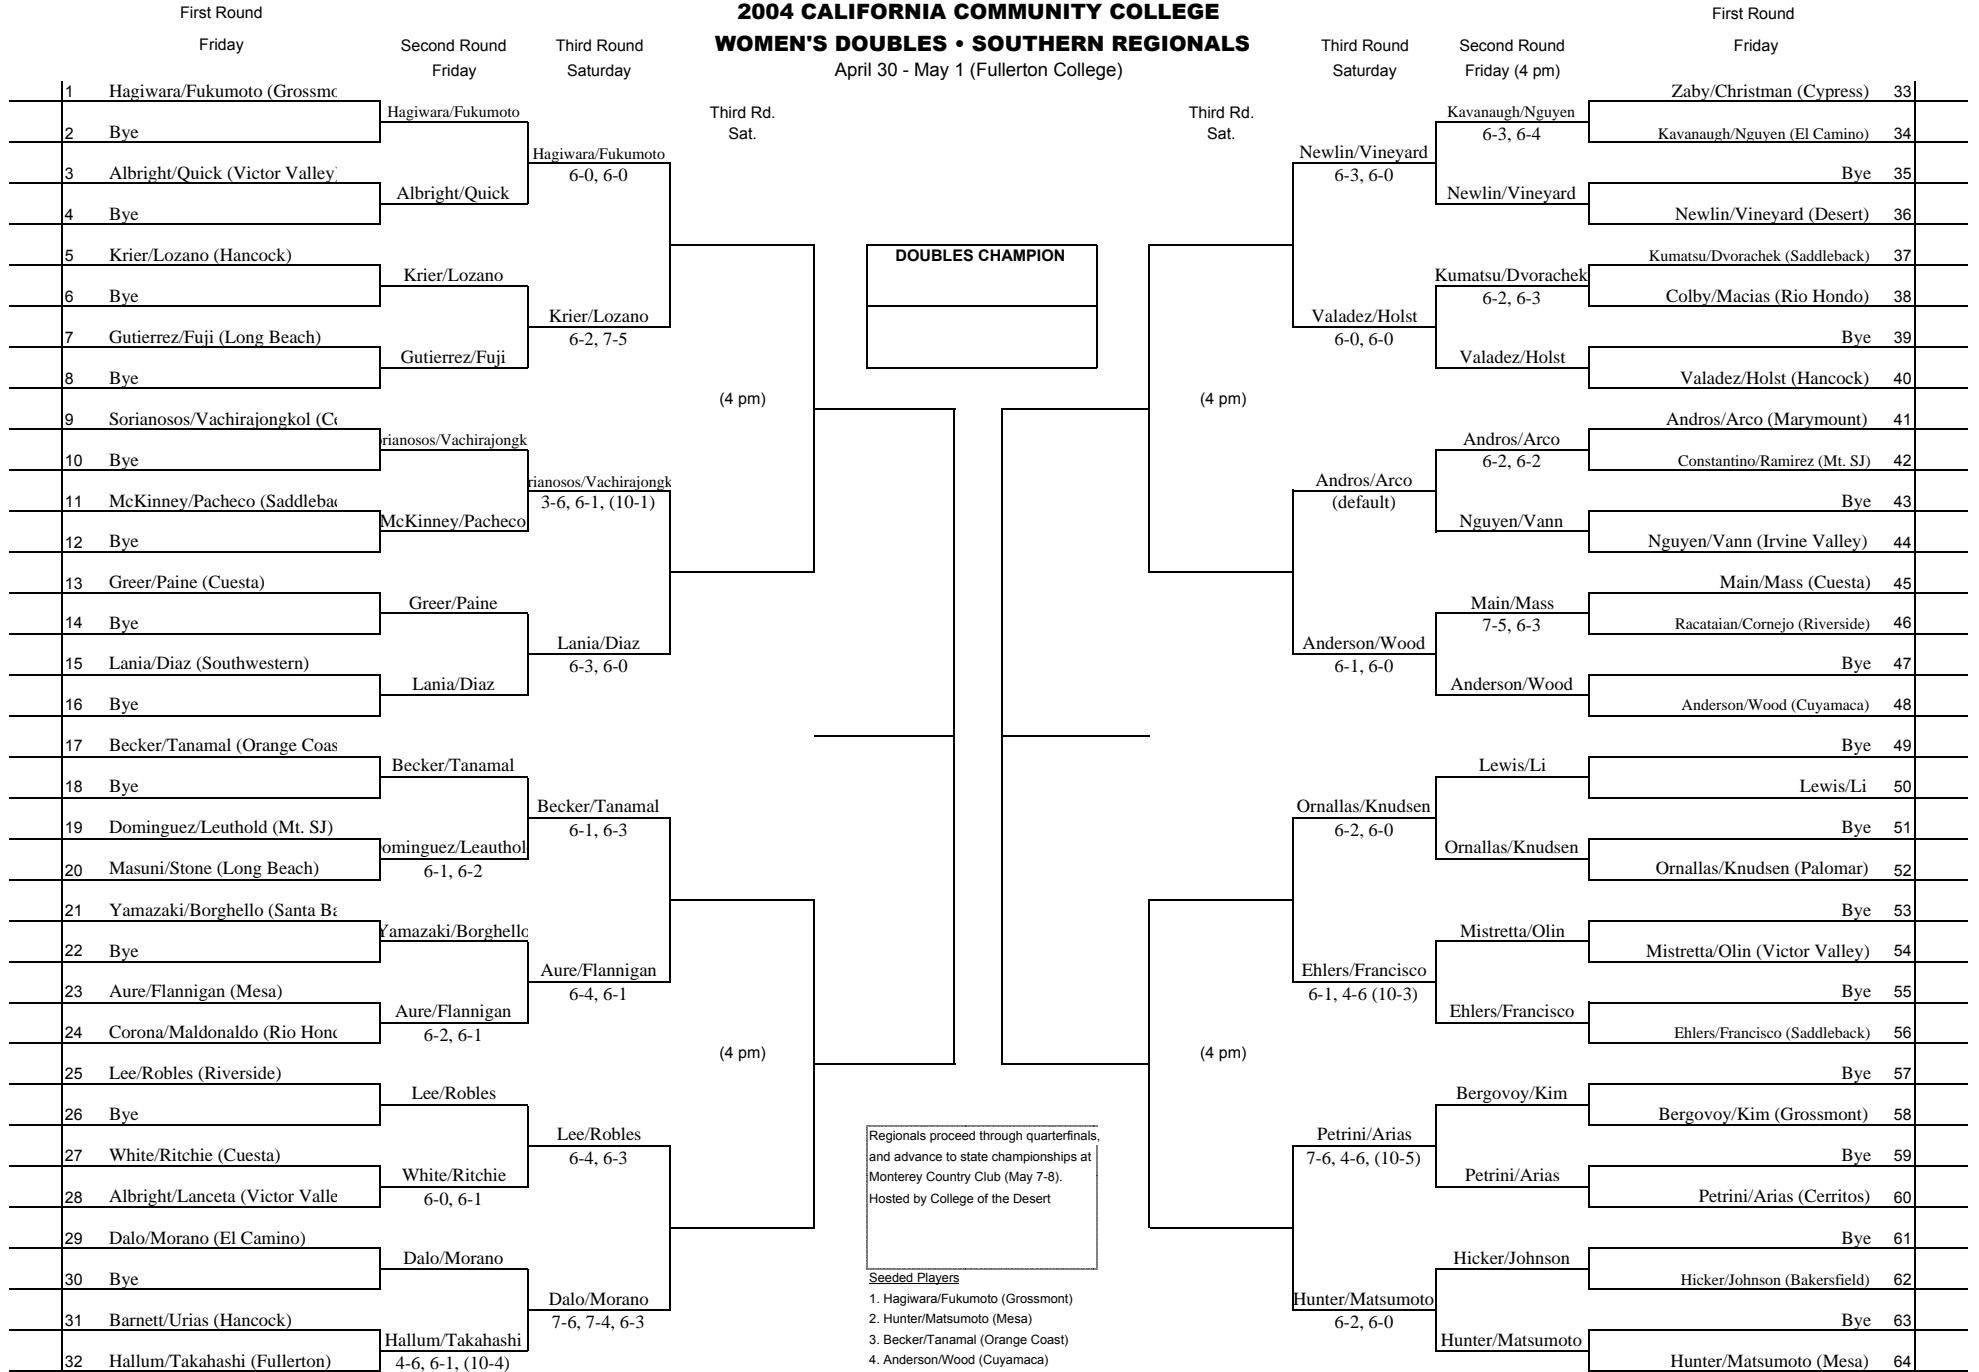 2004 CALIFORNIA COMMUNITY COLLEGE
WOMEN'S DOUBLES • SOUTHERN REGIONALS
April 30 - May 1 (Fullerton College)
First Round
Friday
Second Round
Friday
Third Round
Saturday
Third Rd.
Sat.
1 Hagiwara/Fukumoto (Grossmo
2 Bye
3 Albright/Quick (Victor Valley)
4 Bye
5 Krier/Lozano (Hancock)
6 Bye
7 Gutierrez/Fuji (Long Beach)
8 Bye
9 Sorianosos/Vachirajongkol (Ce
10 Bye
11 McKinney/Pacheco (Saddlebac
12 Bye
13 Greer/Paine (Cuesta)
14 Bye
15 Lania/Diaz (Southwestern)
16 Bye
17 Becker/Tanamal (Orange Coas
18 Bye
19 Dominguez/Leuthold (Mt. SJ)
20 Masuni/Stone (Long Beach)
21 Yamazaki/Borghello (Santa Ba
22 Bye
23 Aure/Flannigan (Mesa)
24 Corona/Maldonaldo (Rio Hond
25 Lee/Robles (Riverside)
26 Bye
27 White/Ritchie (Cuesta)
28 Albright/Lanceta (Victor Valle
29 Dalo/Morano (El Camino)
30 Bye
31 Barnett/Urias (Hancock)
32 Hallum/Takahashi (Fullerton)
Hagiwara/Fukumoto
Albright/Quick
Krier/Lozano
Gutierrez/Fuji
orianosos/Vachirajongk
McKinney/Pacheco
Greer/Paine
Lania/Diaz
Becker/Tanamal
ominguez/Leauthol
6-1, 6-2
Yamazaki/Borghello
Aure/Flannigan
6-2, 6-1
Lee/Robles
White/Ritchie
6-0, 6-1
Dalo/Morano
Hallum/Takahashi
4-6, 6-1, (10-4)
Hagiwara/Fukumoto
6-0, 6-0
Krier/Lozano
6-2, 7-5
rianosos/Vachirajongk
3-6, 6-1, (10-1)
Lania/Diaz
6-3, 6-0
Becker/Tanamal
6-1, 6-3
Aure/Flannigan
6-4, 6-1
Lee/Robles
6-4, 6-3
Dalo/Morano
7-6, 7-4, 6-3
(4 pm)
(4 pm)
DOUBLES CHAMPION
Regionals proceed through quarterfinals,
and advance to state championships at
Monterey Country Club (May 7-8).
Hosted by College of the Desert
Seeded Players
1. Hagiwara/Fukumoto (Grossmont)
2. Hunter/Matsumoto (Mesa)
3. Becker/Tanamal (Orange Coast)
4. Anderson/Wood (Cuyamaca)
Third Rd.
Sat.
(4 pm)
(4 pm)
Third Round
Saturday
Newlin/Vineyard
6-3, 6-0
Valadez/Holst
6-0, 6-0
Andros/Arco
(default)
Anderson/Wood
6-1, 6-0
Ornallas/Knudsen
6-2, 6-0
Ehlers/Francisco
6-1, 4-6 (10-3)
Petrini/Arias
7-6, 4-6, (10-5)
Hunter/Matsumoto
6-2, 6-0
Second Round
Friday (4 pm)
Kavanaugh/Nguyen
6-3, 6-4
Newlin/Vineyard
Kumatsu/Dvorachek
6-2, 6-3
Valadez/Holst
Andros/Arco
6-2, 6-2
Nguyen/Vann
Main/Mass
7-5, 6-3
Anderson/Wood
Lewis/Li
Ornallas/Knudsen
Mistretta/Olin
Ehlers/Francisco
Bergovoy/Kim
Petrini/Arias
Hicker/Johnson
Hunter/Matsumoto
First Round
Friday
Zaby/Christman (Cypress) 33
Kavanaugh/Nguyen (El Camino) 34
Bye 35
Newlin/Vineyard (Desert) 36
Kumatsu/Dvorachek (Saddleback) 37
Colby/Macias (Rio Hondo) 38
Bye 39
Valadez/Holst (Hancock) 40
Andros/Arco (Marymount) 41
Constantino/Ramirez (Mt. SJ) 42
Bye 43
Nguyen/Vann (Irvine Valley) 44
Main/Mass (Cuesta) 45
Racataian/Cornejo (Riverside) 46
Bye 47
Anderson/Wood (Cuyamaca) 48
Bye 49
Lewis/Li 50
Bye 51
Ornallas/Knudsen (Palomar) 52
Bye 53
Mistretta/Olin (Victor Valley) 54
Bye 55
Ehlers/Francisco (Saddleback) 56
Bye 57
Bergovoy/Kim (Grossmont) 58
Bye 59
Petrini/Arias (Cerritos) 60
Bye 61
Hicker/Johnson (Bakersfield) 62
Bye 63
Hunter/Matsumoto (Mesa) 64